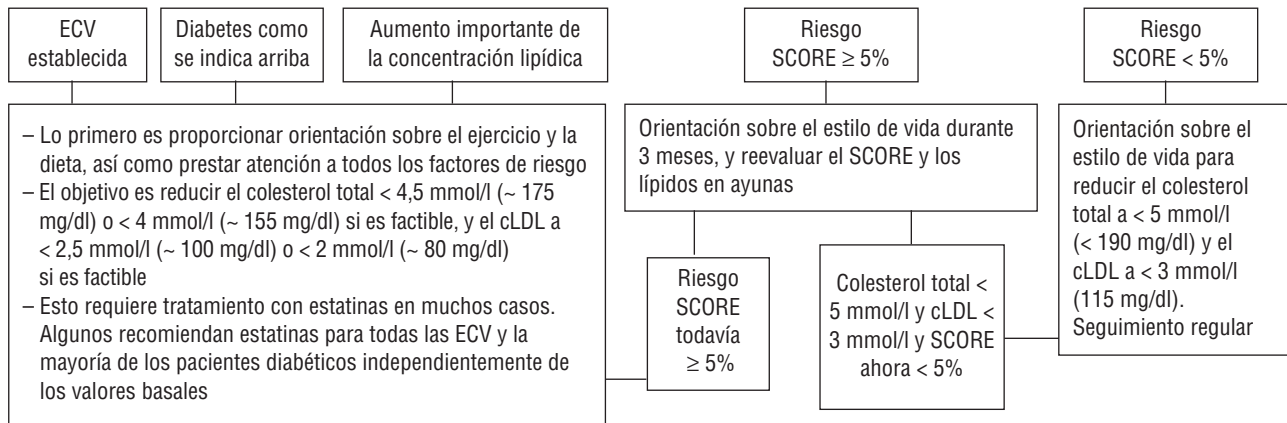 ECV
establecida
Diabetes como
se indica arriba
Aumento importante de
la concentración lipídica
Riesgo
SCORE ≥ 5%
Riesgo
SCORE < 5%
– Lo primero es proporcionar orientación sobre el ejercicio y la
dieta, así como prestar atención a todos los factores de riesgo
– El objetivo es reducir el colesterol total < 4,5 mmol/l (~ 175
mg/dl) o < 4 mmol/l (~ 155 mg/dl) si es factible, y el cLDL a
< 2,5 mmol/l (~ 100 mg/dl) o < 2 mmol/l (~ 80 mg/dl)
si es factible
– Esto requiere tratamiento con estatinas en muchos casos.
Algunos recomiendan estatinas para todas las ECV y la
mayoría de los pacientes diabéticos independientemente de
los valores basales
Orientación sobre el estilo de vida durante
3 meses, y reevaluar el SCORE y los
lípidos en ayunas
Riesgo
SCORE
todavía
≥ 5%
Colesterol total <
5 mmol/l y cLDL <
3 mmol/l y SCORE
ahora < 5%
Orientación sobre el
estilo de vida para
reducir el colesterol
total a < 5 mmol/l
(< 190 mg/dl) y el
cLDL a < 3 mmol/l
(115 mg/dl).
Seguimiento regular